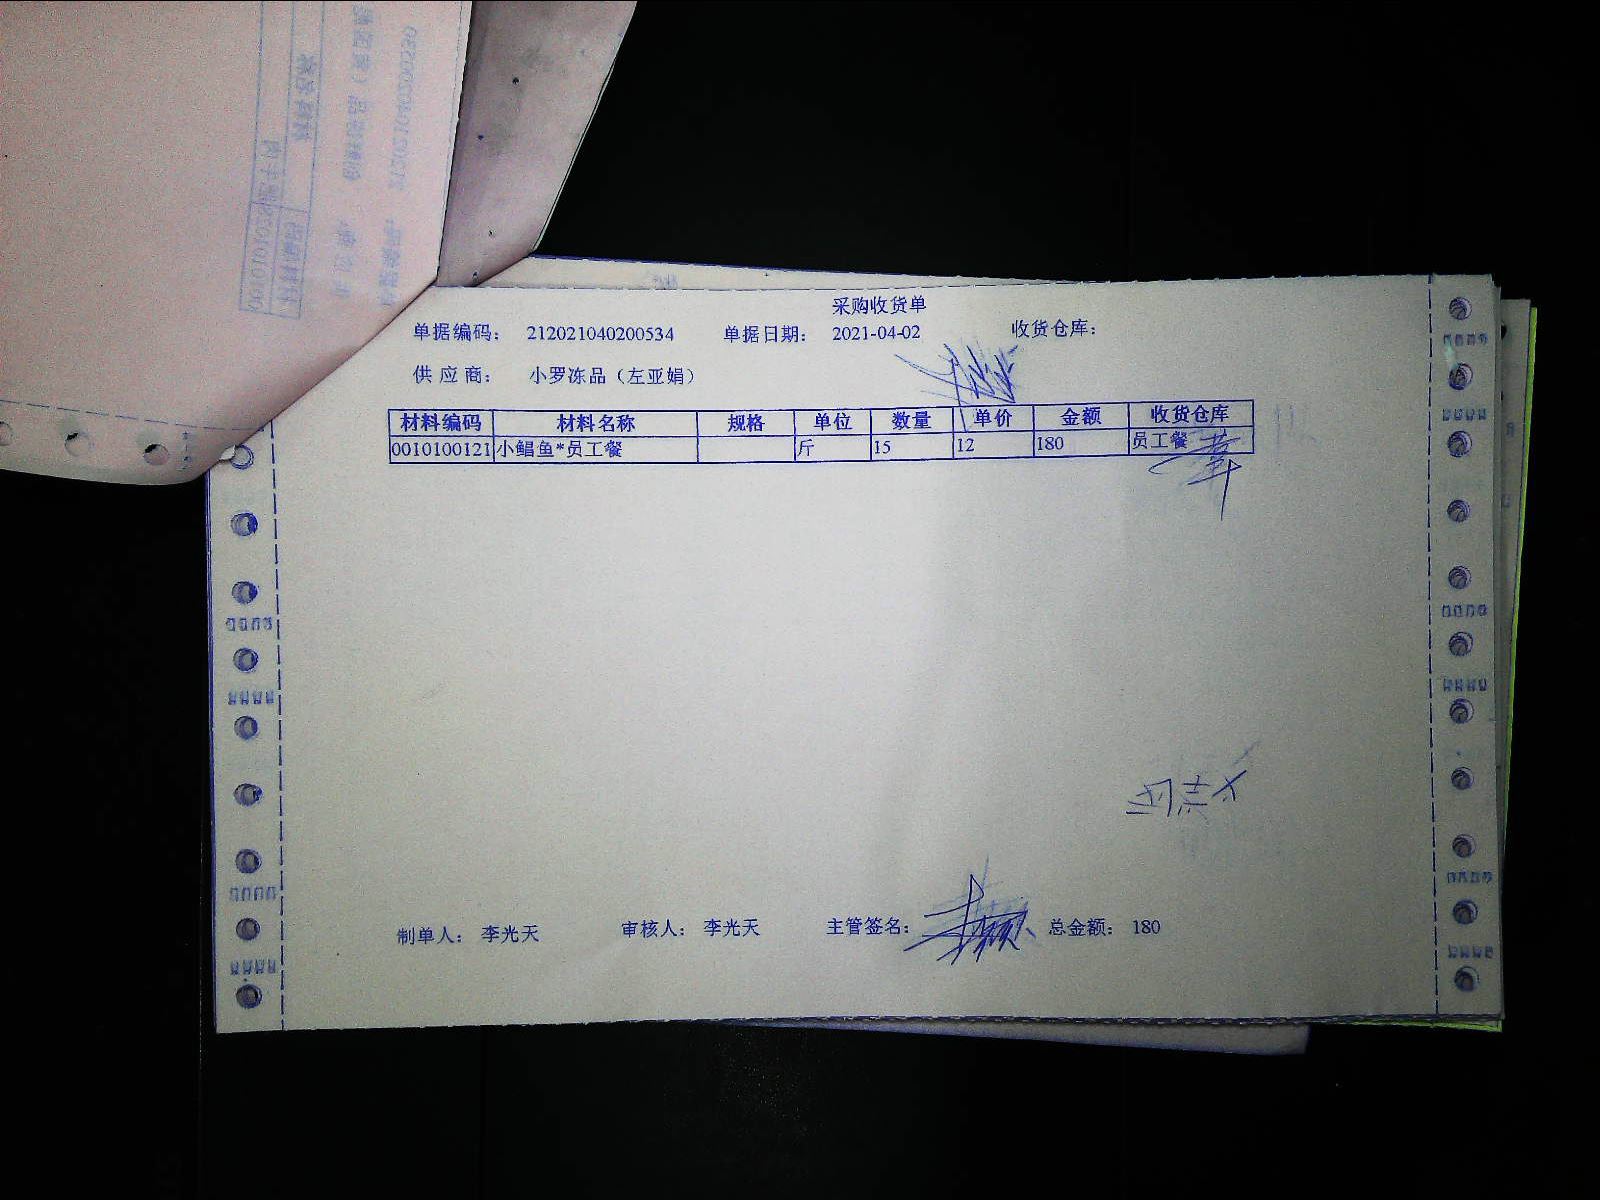 采购收货单
单据编码： 212021040200534 单据日期： 2021-04-02 收货仓库：
供应商： 小罗冻品（左亚娟）
材料编码 材料名称 规格 单位 数量 单价 金额 收货仓库
0010100121 小鲳鱼*员工餐 斤 15 12 180 员工餐
制单人： 李光天 审核人： 李光天 主管签名： 总金额： 180